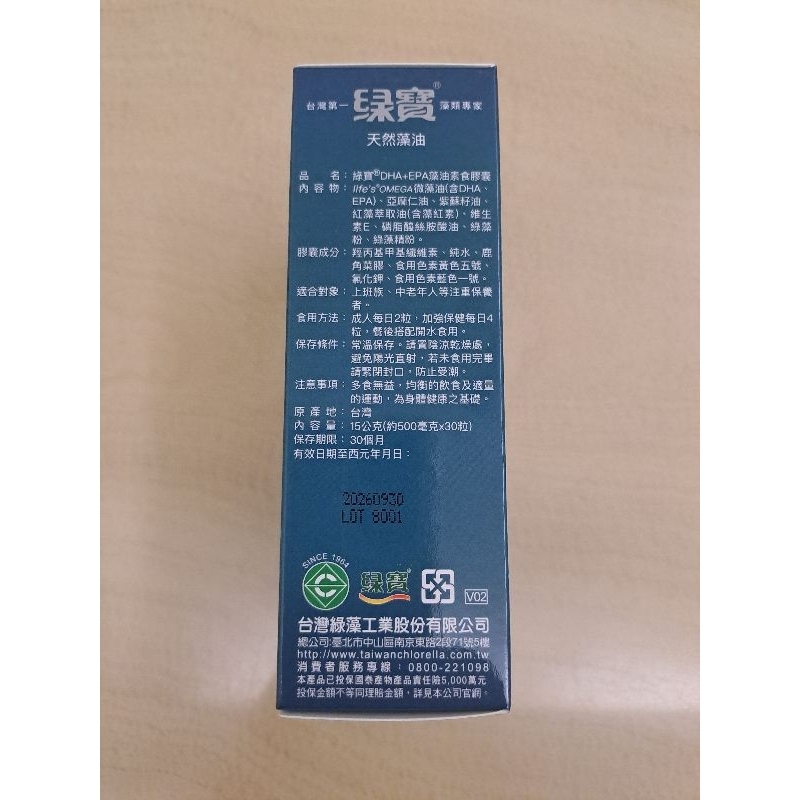 台灣第一 綠寶® 藻類專家
天然藻油
品名：綠寶®DHA+EPA藻油素食膠囊
內容物：life's®OMEGA微藻油(含DHA、
EPA)、亞麻仁油、紫蘇籽油、
紅藻萃取油(含藻紅素)、維生
素E、磷脂醯絲胺酸油、綠藻
粉、綠藻精粉。
膠囊成分：羥丙基甲基纖維素、純水、鹿
角菜膠、食用色素黃色五號、
氯化鉀、食用色素藍色一號。
適合對象：上班族、中老年人等注重保養
者。
食用方法：成人每日2粒，加強保健每日4
粒，餐後搭配開水食用。
保存條件：常溫保存。請置陰涼乾燥處，
避免陽光直射，若未食用完畢
請緊閉封口，防止受潮。
注意事項：多食無益，均衡的飲食及適量
的運動，為身體健康之基礎。
原產地：台灣
內容量：15公克(約500毫克x30粒)
保存期限：30個月
有效日期至西元年月日：
20260930
LOT 8001
SINCE 1964
綠寶®
V02
台灣綠藻工業股份有限公司
總公司:臺北市中山區南京東路2段71號5樓
http://www.taiwanchlorella.com.tw
消費者服務專線：0800-221098
本產品已投保國泰產物產品責任險5,000萬元
投保金額不等同理賠金額，詳見本公司官網。